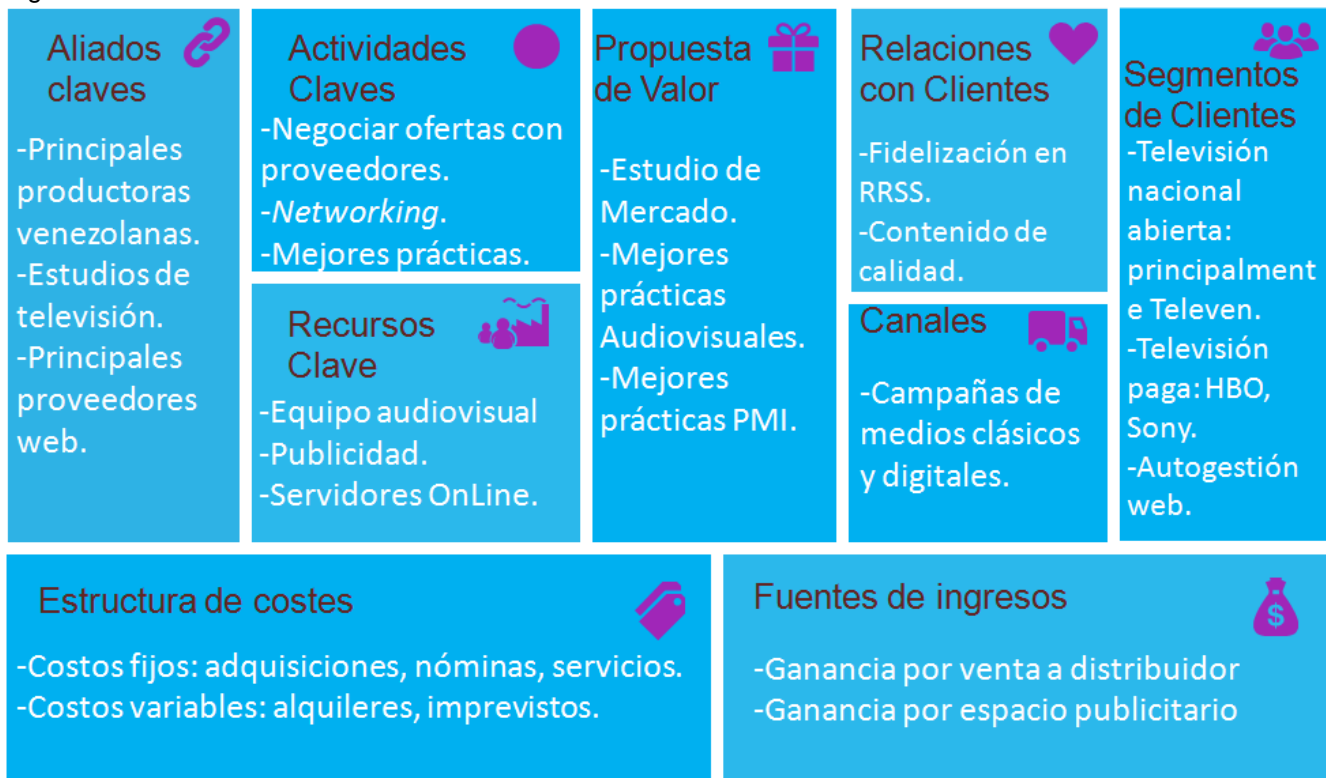 Aliados
claves
-Principales
productoras
venezolanas.
-Estudios de
televisión.
-Principales
proveedores
web.
Actividades
Claves
-Negociar ofertas con
proveedores.
-Networking.
-Mejores prácticas.
Recursos
Clave
-Equipo audiovisual
-Publicidad.
-Servidores OnLine.
Propuesta
de Valor
-Estudio de
Mercado.
-Mejores
prácticas
Audiovisuales.
-Mejores
prácticas PMI.
Relaciones
con Clientes
-Fidelización en
RRSS.
-Contenido de
calidad.
Canales
-Campañas de
medios clásicos
y digitales.
Segmentos
de Clientes
-Televisión
nacional
abierta:
principalment
e Televen.
-Televisión
paga: HBO,
Sony.
-Autogestión
web.
Estructura de costes
-Costos fijos: adquisiciones, nóminas, servicios.
-Costos variables: alquileres, imprevistos.
Fuentes de ingresos
$
-Ganancia por venta a distribuidor
-Ganancia por espacio publicitario